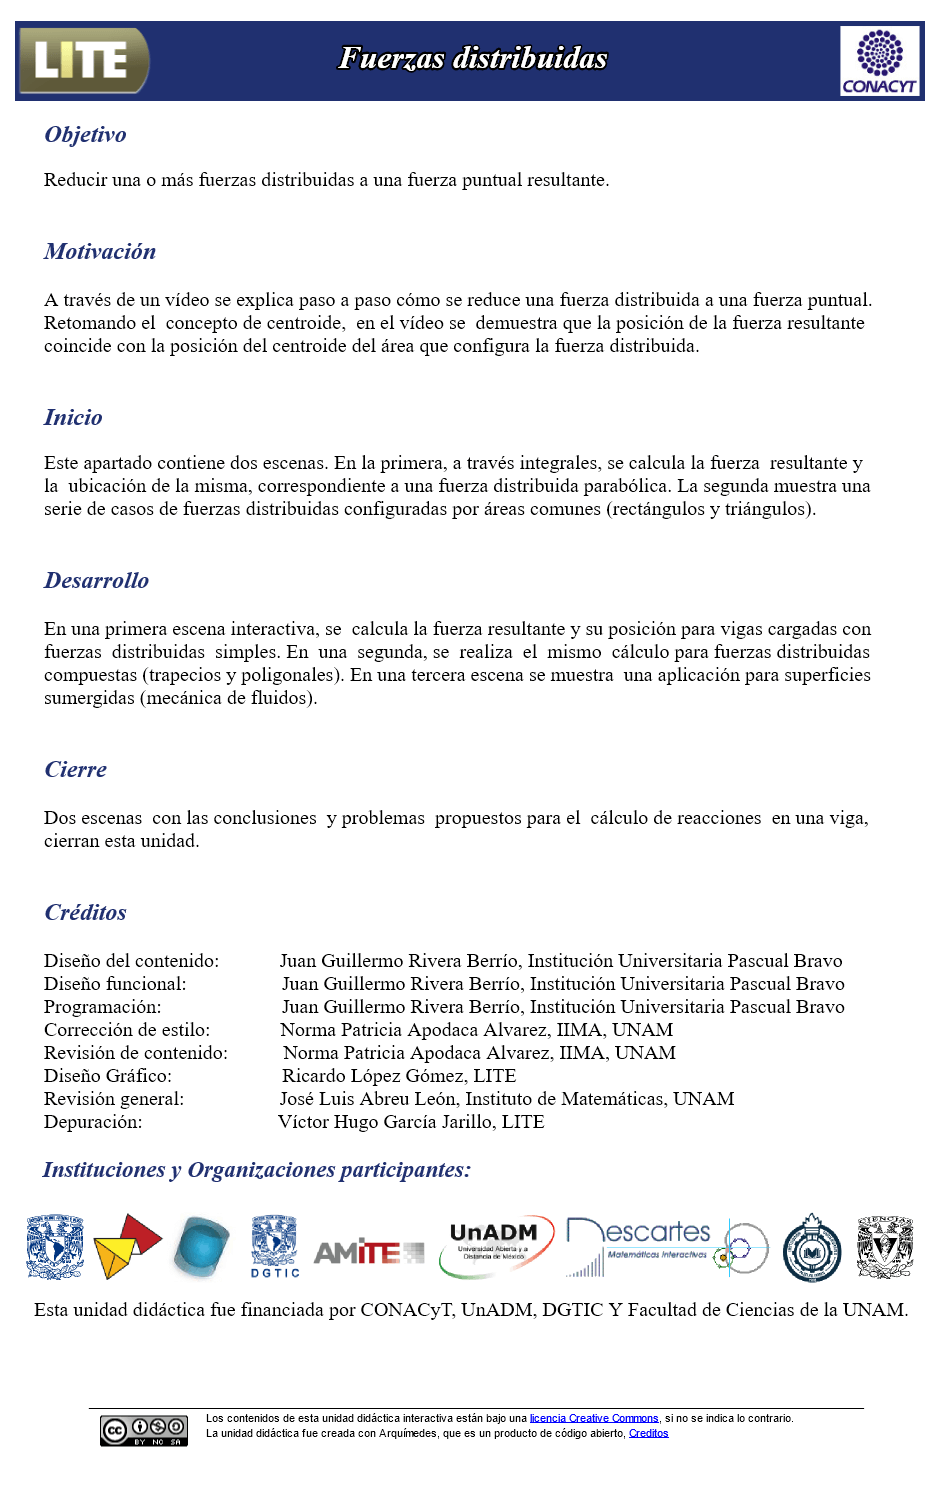 LITE
Fuerzas distribuidas
CONACYT
Objetivo
Reducir una o más fuerzas distribuidas a una fuerza puntual resultante.
Motivación
A través de un vídeo se explica paso a paso cómo se reduce una fuerza distribuida a una fuerza puntual.
Retomando el concepto de centroide, en el vídeo se demuestra que la posición de la fuerza resultante
coincide con la posición del centroide del área que configura la fuerza distribuida.
Inicio
Este apartado contiene dos escenas. En la primera, a través integrales, se calcula la fuerza resultante y
la ubicación de la misma, correspondiente a una fuerza distribuida parabólica. La segunda muestra una
serie de casos de fuerzas distribuidas configuradas por áreas comunes (rectángulos y triángulos).
Desarrollo
En una primera escena interactiva, se calcula la fuerza resultante y su posición para vigas cargadas con
fuerzas distribuidas simples. En una segunda, se realiza el mismo cálculo para fuerzas distribuidas
compuestas (trapecios y poligonales). En una tercera escena se muestra una aplicación para superficies
sumergidas (mecánica de fluidos).
Cierre
Dos escenas con las conclusiones y problemas propuestos para el cálculo de reacciones en una viga,
cierran esta unidad.
Créditos
Diseño del contenido: Juan Guillermo Rivera Berrío, Institución Universitaria Pascual Bravo
Diseño funcional: Juan Guillermo Rivera Berrío, Institución Universitaria Pascual Bravo
Programación: Juan Guillermo Rivera Berrío, Institución Universitaria Pascual Bravo
Corrección de estilo: Norma Patricia Apodaca Alvarez, IIMA, UNAM
Revisión de contenido: Norma Patricia Apodaca Alvarez, IIMA, UNAM
Diseño Gráfico: Ricardo López Gómez, LITE
Revisión general: José Luis Abreu León, Instituto de Matemáticas, UNAM
Depuración: Víctor Hugo García Jarillo, LITE
Instituciones y Organizaciones participantes:
DGTIC
AMITE
UnADM
Universidad Abierta y a
Distancia de México
Descartes
Matemáticas Interactivas
CIENCIAS
Esta unidad didáctica fue financiada por CONACyT, UnADM, DGTIC Y Facultad de Ciencias de la UNAM.
cc
BY NC SA
Los contenidos de esta unidad didáctica interactiva están bajo una licencia Creative Commons, si no se indica lo contrario.
La unidad didáctica fue creada con Arquímedes, que es un producto de código abierto, Creditos